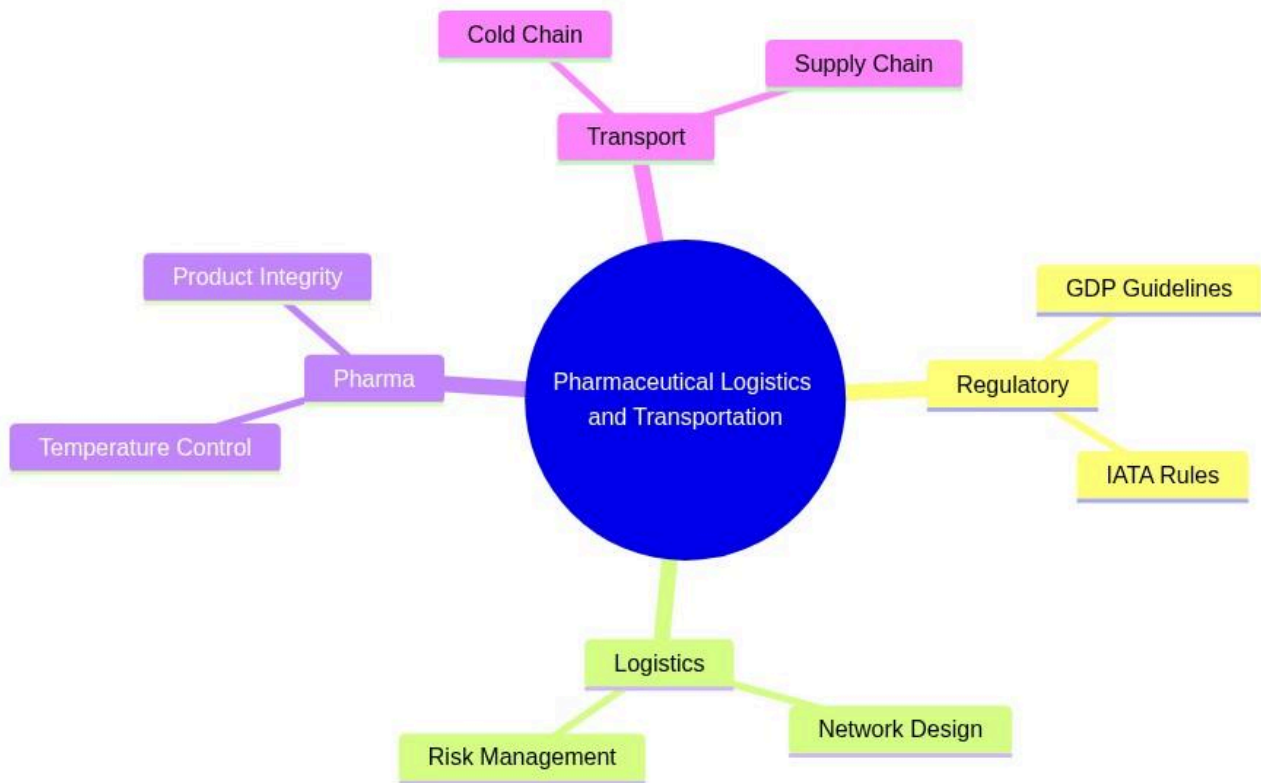 Cold Chain
Supply Chain
Transport
Product Integrity
GDP Guidelines
Pharma
Pharmaceutical Logistics
and Transportation
Regulatory
Temperature Control
IATA Rules
Logistics
Network Design
Risk Management